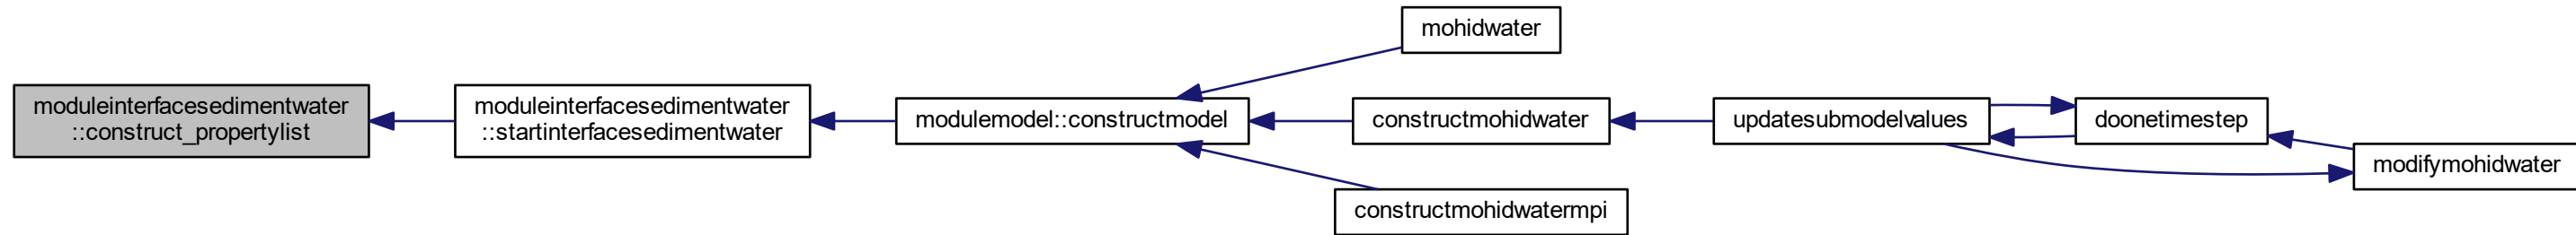 moduleinterfacesedimentwater
::construct_propertylist
moduleinterfacesedimentwater
::startinterfacesedimentwater
modulemodel::constructmodel
mohidwater
constructmohidwater
constructmohidwatermpi
updatesubmodelvalues
doonetimestep
modifymohidwater